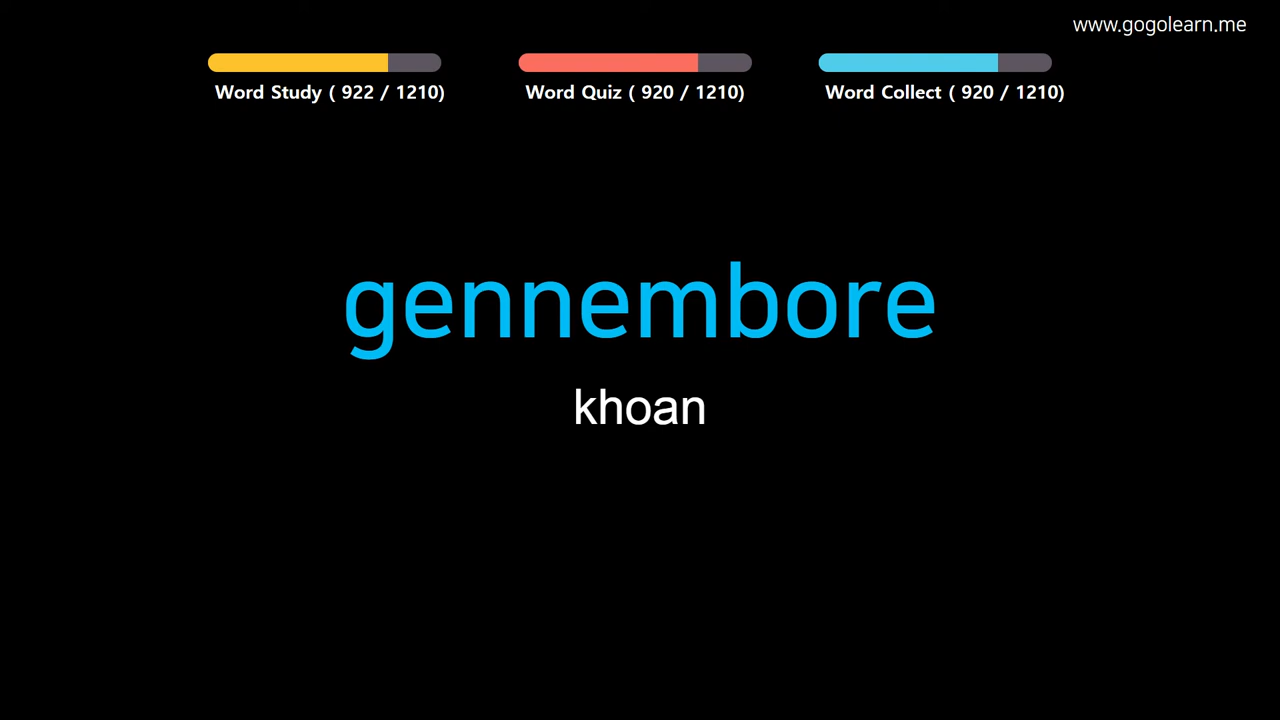 www.gogolearn.me
Word Study ( 922 / 1210)
Word Quiz ( 920 / 1210)
Word Collect ( 920 / 1210)
gennembore
khoan